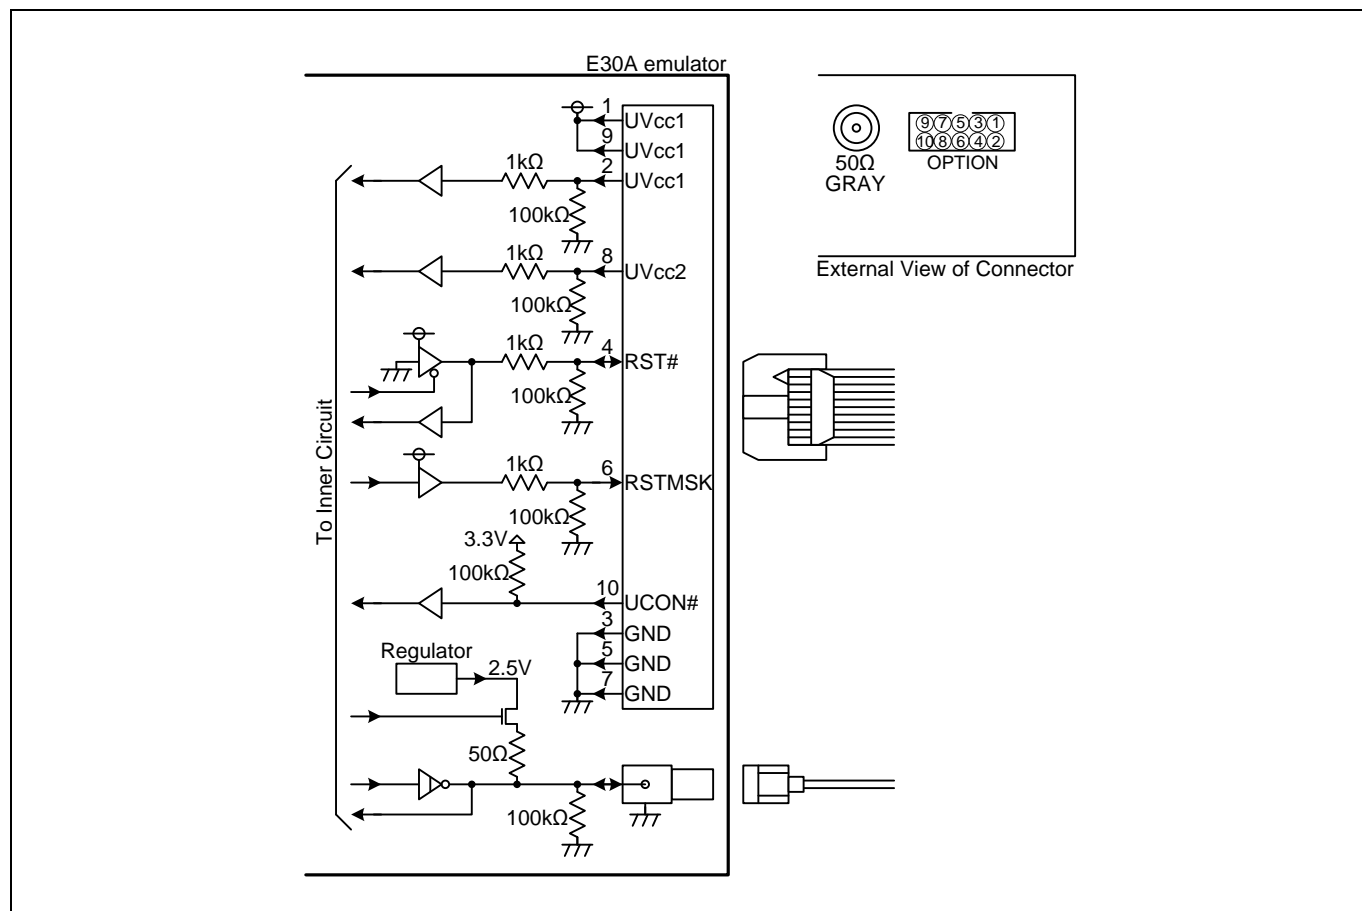 E30A emulator
1
UVcc1
9
UVcc1
1kΩ
2
UVcc1
100kΩ
1kΩ
8
UVcc2
100kΩ
1kΩ
4
RST#
100kΩ
1kΩ
6
RSTMSK
100kΩ
3.3V
100kΩ
10
UCON#
3
GND
5
GND
7
GND
Regulator
2.5V
50Ω
100kΩ
To Inner Circuit
9 7 5 3 1
10 8 6 4 2
50Ω
GRAY
OPTION
External View of Connector